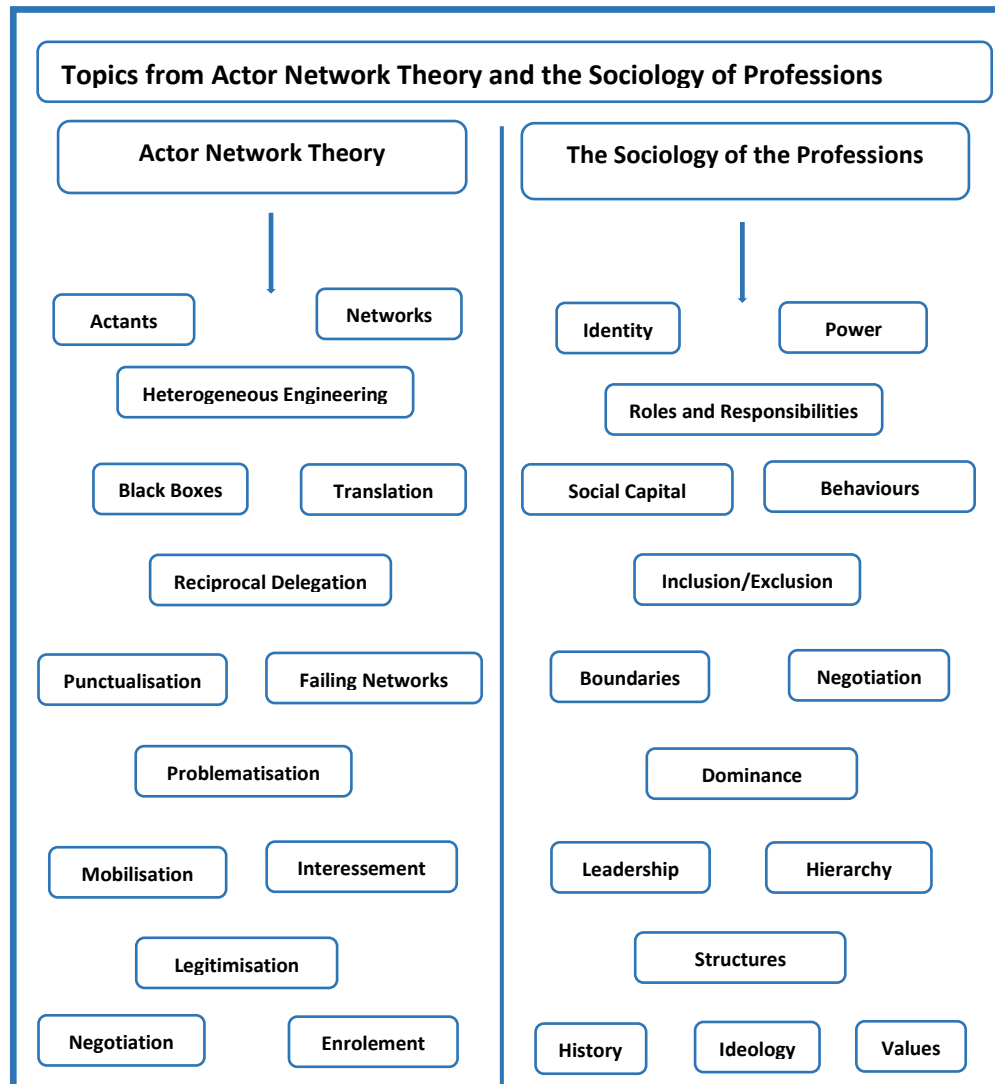 Topics from Actor Network Theory and the Sociology of Professions
Actor Network Theory
Actants
Networks
Heterogeneous Engineering
Black Boxes
Translation
Reciprocal Delegation
Punctualisation
Failing Networks
Problematisation
Mobilisation
Interessement
Legitimisation
Negotiation
Enrolement
The Sociology of the Professions
Identity
Power
Roles and Responsibilities
Social Capital
Behaviours
Inclusion/Exclusion
Boundaries
Negotiation
Dominance
Leadership
Hierarchy
Structures
History
Ideology
Values